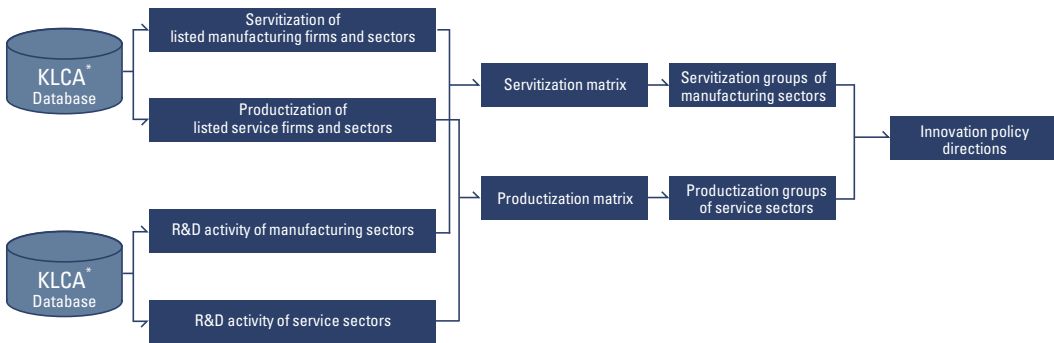 KLCA*
Database
Servitization of
listed manufacturing firms and sectors
Productization of
listed service firms and sectors
KLCA*
Database
R&D activity of manufacturing sectors
R&D activity of service sectors
Servitization matrix
Productization matrix
Servitization groups of
manufacturing sectors
Productization groups
of service sectors
Innovation policy
directions